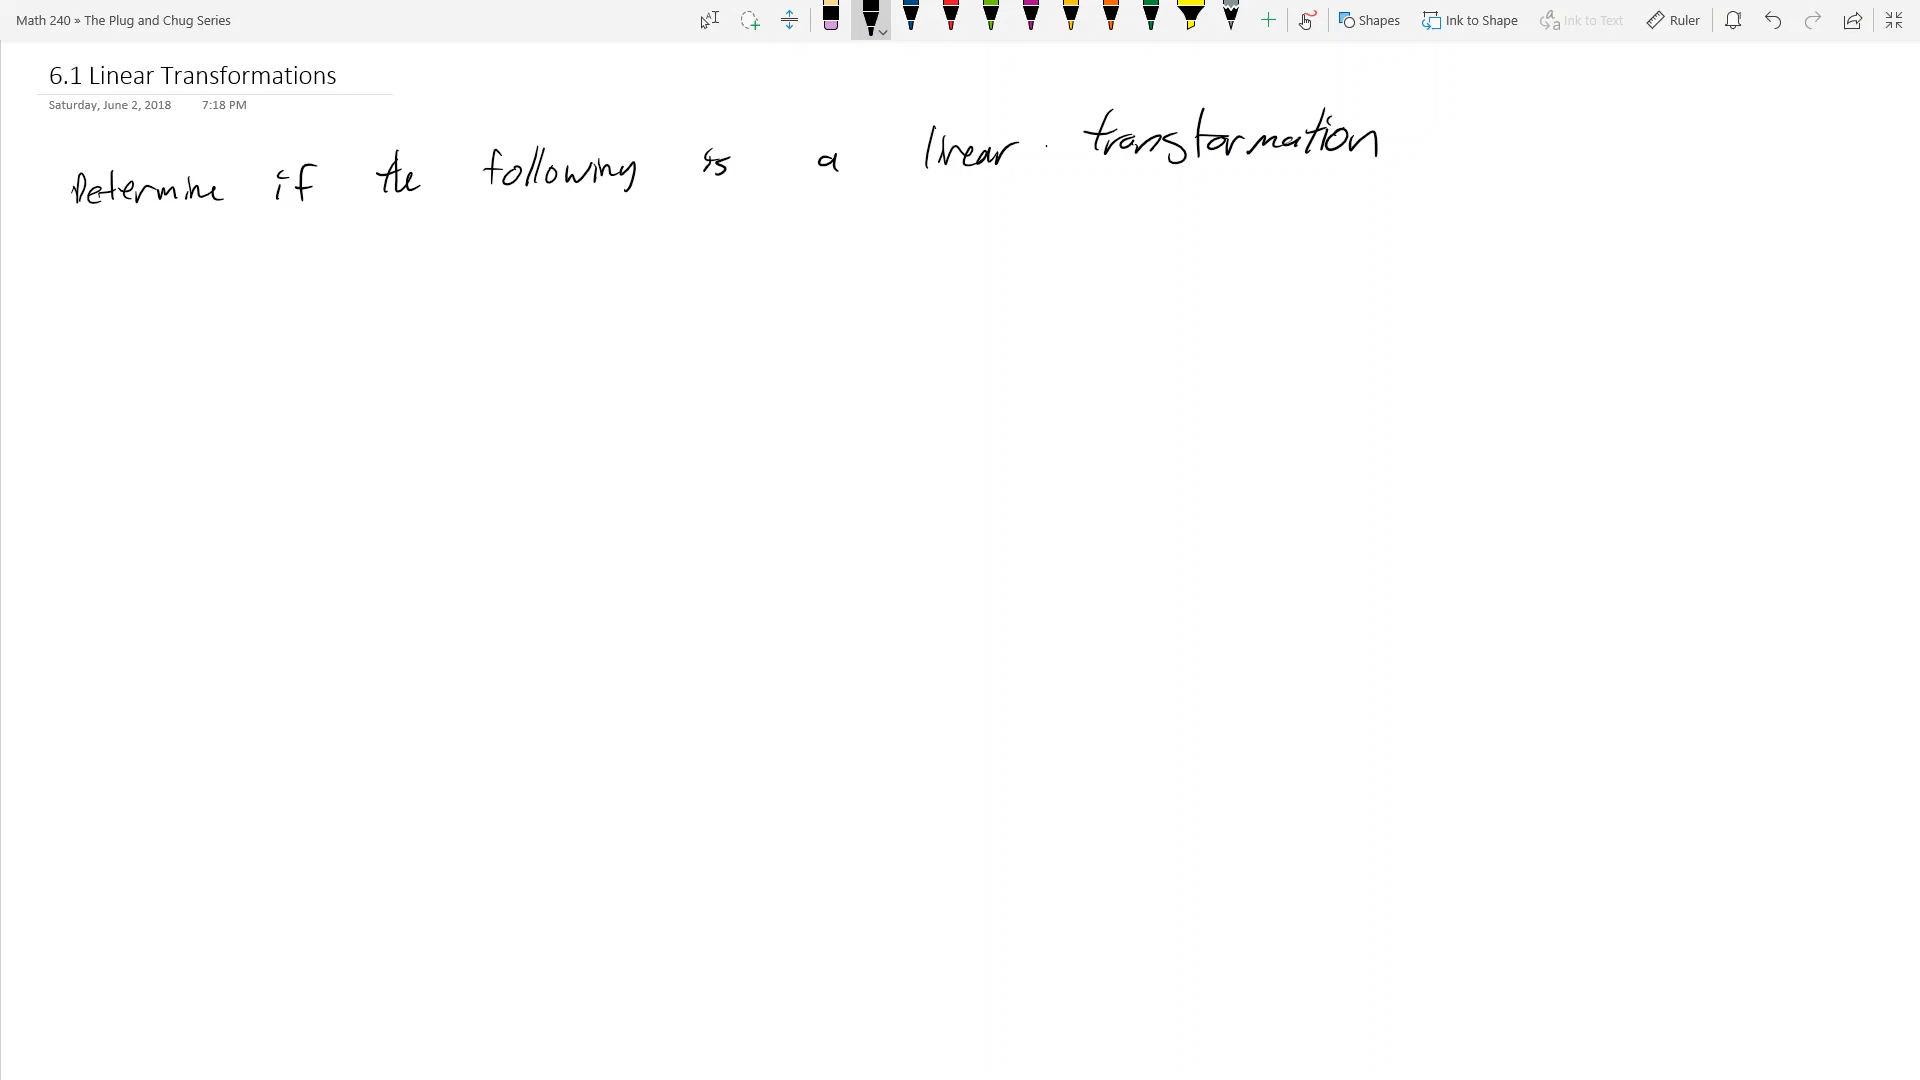 Math 240 » The Plug and Chug Series
Shapes
Ink to Shape
Ink to Text
Ruler
6.1 Linear Transformations
Saturday, June 2, 2018 7:18 PM
Determine if the following is a linear transformation